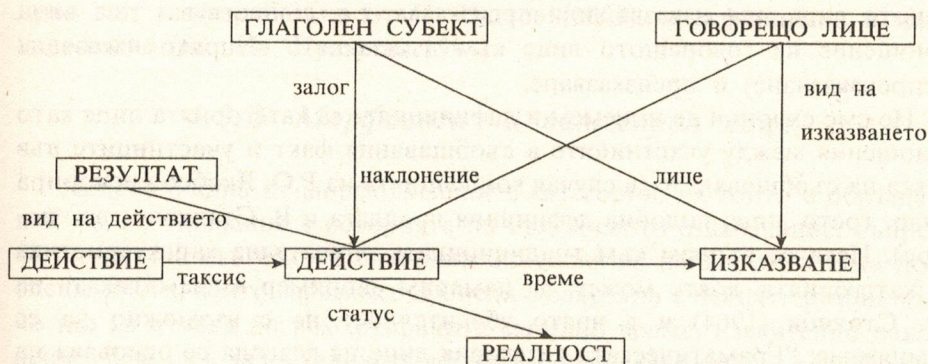 ГЛАГОЛЕН СУБЕКТ ГОВОРЕЩО ЛИЦЕ
залог вид на
изказването
РЕЗУЛТАТ наклонение лице
вид на действието
ДЕЙСТВИЕ таксис ДЕЙСТВИЕ време ИЗКАЗВАНЕ
статус
РЕАЛНОСТ